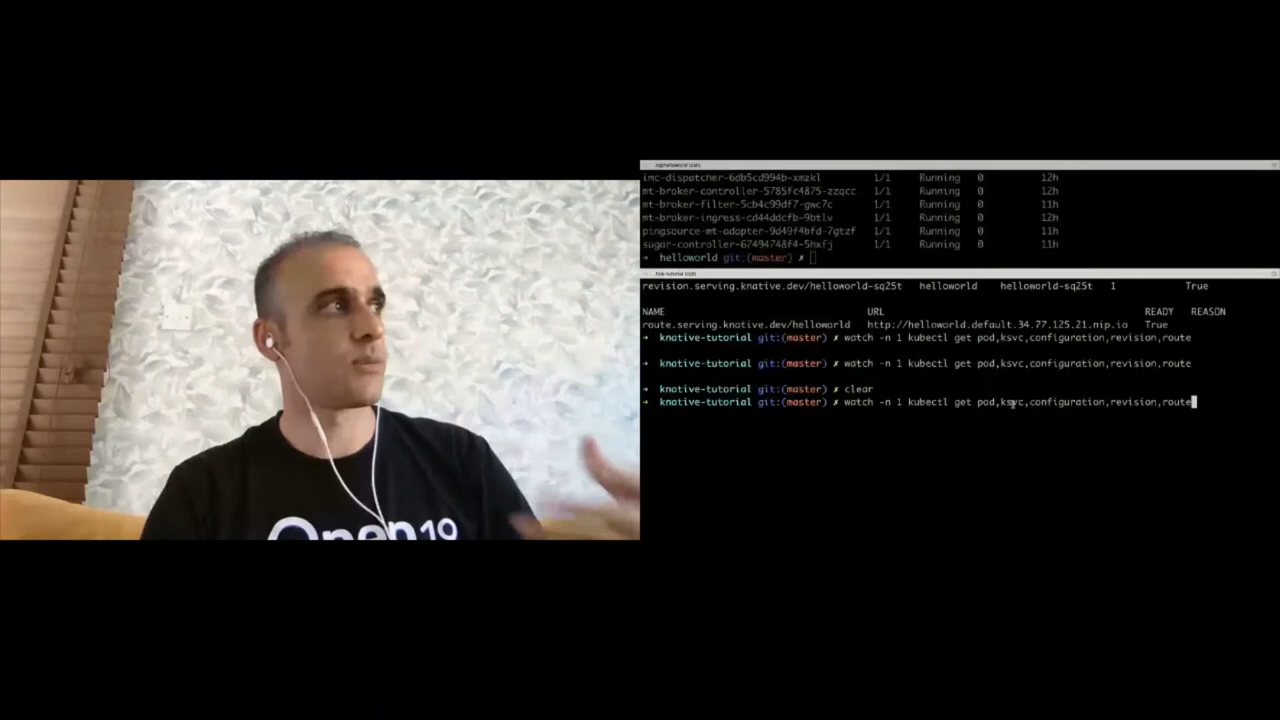 imc-dispatcher-6db5cd994b-xmzkl 1/1 Running 0 12h
mt-broker-controller-5785fc4875-zzqcc 1/1 Running 0 12h
mt-broker-filter-5cb4c99df7-gwc7c 1/1 Running 0 11h
mt-broker-ingress-cd44ddcfb-9btlv 1/1 Running 0 12h
pingsource-mt-adapter-9d49f4bfd-7gtzf 1/1 Running 0 11h
sugar-controller-67494748f4-5hxfj 1/1 Running 0 11h
→ helloworld git:(master) ✗
revision.serving.knative.dev/helloworld-sq25t helloworld helloworld-sq25t 1 True
NAME URL READY REASON
route.serving.knative.dev/helloworld http://helloworld.default.34.77.125.21.nip.io True
→ knative-tutorial git:(master) ✗ watch -n 1 kubectl get pod,ksvc,configuration,revision,route
→ knative-tutorial git:(master) ✗ watch -n 1 kubectl get pod,ksvc,configuration,revision,route
→ knative-tutorial git:(master) ✗ clear
→ knative-tutorial git:(master) ✗ watch -n 1 kubectl get pod,ksvc,configuration,revision,route
Open19